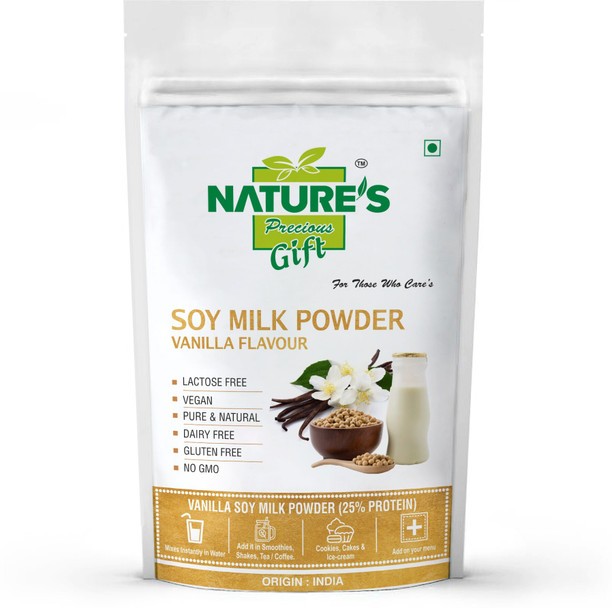 TM
NATURE'S
Precious
Gift
For Those Who Care's
SOY MILK POWDER
VANILLA FLAVOUR
LACTOSE FREE
VEGAN
PURE & NATURAL
DAIRY FREE
GLUTEN FREE
NO GMO
VANILLA SOY MILK POWDER (25% PROTEIN)
Mixes Instantly in Water
Add it in Smoothies,
Shakes, Tea / Coffee.
Cookies, Cakes &
Ice-cream
Add on your menu
ORIGIN : INDIA